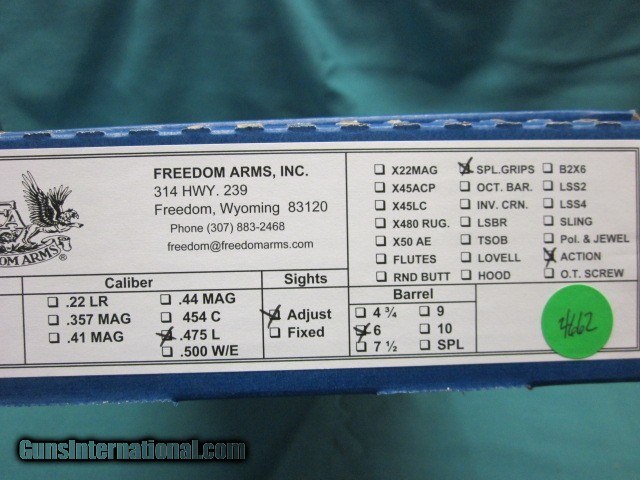 FREEDOM ARMS, INC.
314 HWY. 239
Freedom, Wyoming 83120
Phone (307) 883-2468
freedom@freedomarms.com
DOM ARMS
X22MAG
X45ACP
X45LC
X480 RUG.
X50 AE
FLUTES
RND BUTT
SPL.GRIPS
OCT. BAR.
INV. CRN.
LSBR
TSOB
LOVELL
HOOD
B2X6
LSS2
LSS4
SLING
Pol. & JEWEL
ACTION
O.T. SCREW
Caliber
.22 LR
.357 MAG
.41 MAG
.44 MAG
454 C
.475 L
.500 W/E
Sights
Adjust
Fixed
Barrel
4 ¾
6
7 ½
9
10
SPL
4662
GunsInternational.com